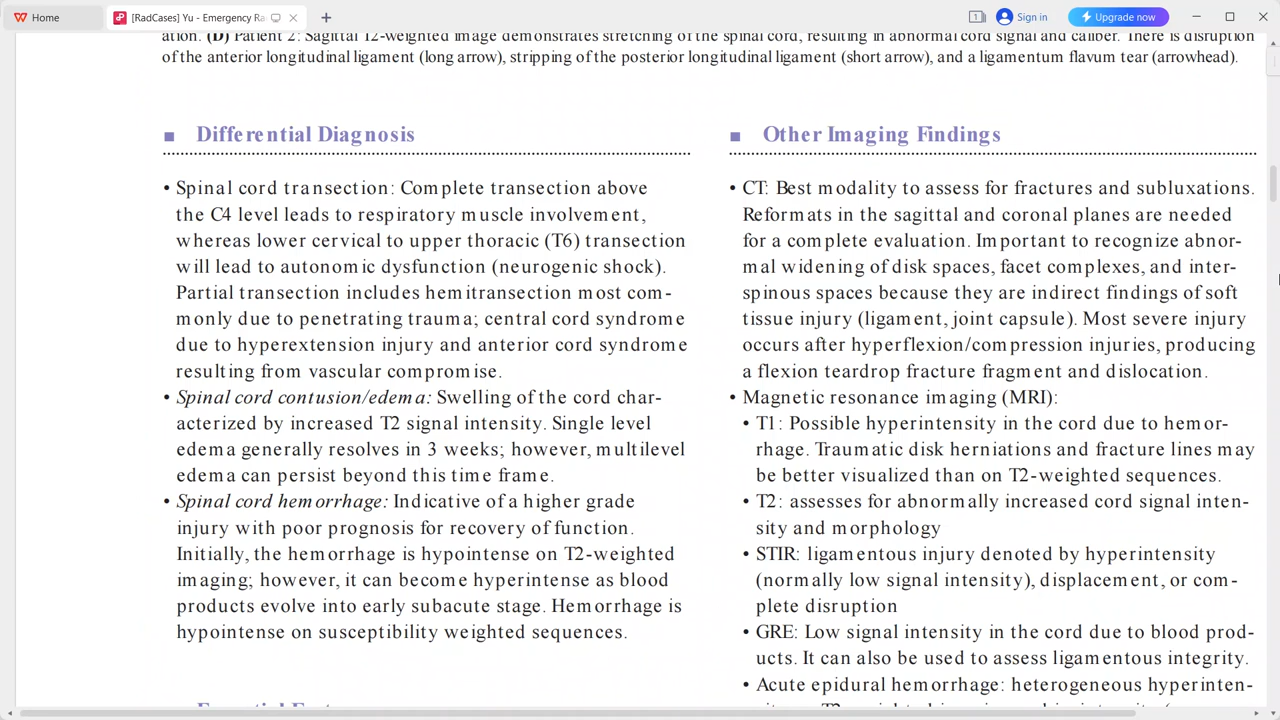 Home
[RadCases] Yu - Emergency Ra
1
Sign in
Upgrade now
ation. (D) Patient 2: Sagittal T2-weighted image demonstrates stretching of the spinal cord, resulting in abnormal cord signal and caliber. There is disruption
of the anterior longitudinal ligament (long arrow), stripping of the posterior longitudinal ligament (short arrow), and a ligamentum flavum tear (arrowhead).
■ Differential Diagnosis
• Spinal cord transection: Complete transection above
the C4 level leads to respiratory muscle involvement,
whereas lower cervical to upper thoracic (T6) transection
will lead to autonomic dysfunction (neurogenic shock).
Partial transection includes hemitransection most com-
monly due to penetrating trauma; central cord syndrome
due to hyperextension injury and anterior cord syndrome
resulting from vascular compromise.
• Spinal cord contusion/edema: Swelling of the cord char-
acterized by increased T2 signal intensity. Single level
edema generally resolves in 3 weeks; however, multilevel
edema can persist beyond this time frame.
• Spinal cord hemorrhage: Indicative of a higher grade
injury with poor prognosis for recovery of function.
Initially, the hemorrhage is hypointense on T2-weighted
imaging; however, it can become hyperintense as blood
products evolve into early subacute stage. Hemorrhage is
hypointense on susceptibility weighted sequences.
■ Other Imaging Findings
• CT: Best modality to assess for fractures and subluxations.
Reformats in the sagittal and coronal planes are needed
for a complete evaluation. Important to recognize abnor-
mal widening of disk spaces, facet complexes, and inter-
spinous spaces because they are indirect findings of soft
tissue injury (ligament, joint capsule). Most severe injury
occurs after hyperflexion/compression injuries, producing
a flexion teardrop fracture fragment and dislocation.
• Magnetic resonance imaging (MRI):
• T1: Possible hyperintensity in the cord due to hemor-
rhage. Traumatic disk herniations and fracture lines may
be better visualized than on T2-weighted sequences.
• T2: assesses for abnormally increased cord signal inten-
sity and morphology
• STIR: ligamentous injury denoted by hyperintensity
(normally low signal intensity), displacement, or com-
plete disruption
• GRE: Low signal intensity in the cord due to blood prod-
ucts. It can also be used to assess ligamentous integrity.
• Acute epidural hemorrhage: heterogeneous hyperinten-